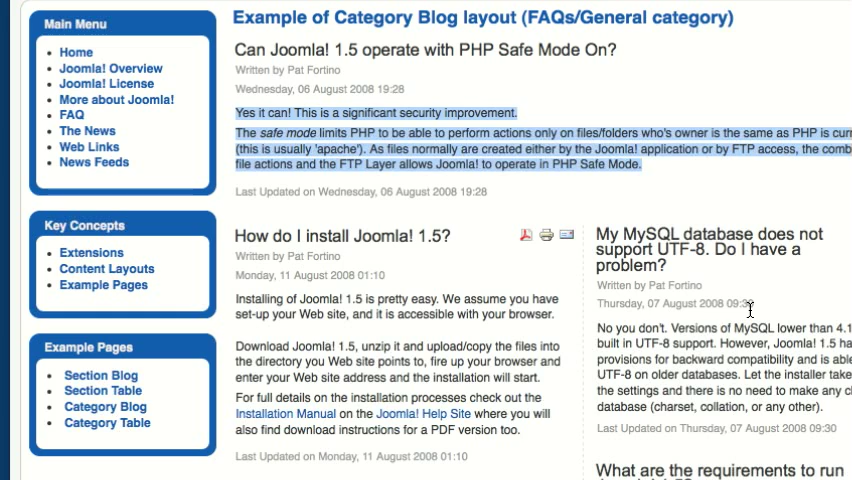 Main Menu
Home
Joomla! Overview
Joomla! License
More about Joomla!
FAQ
The News
Web Links
News Feeds
Key Concepts
Extensions
Content Layouts
Example Pages
Example Pages
Section Blog
Section Table
Category Blog
Category Table
Example of Category Blog layout (FAQs/General category)
Can Joomla! 1.5 operate with PHP Safe Mode On?
Written by Pat Fortino
Wednesday, 06 August 2008 19:28
Yes it can! This is a significant security improvement.
The safe mode limits PHP to be able to perform actions only on files/folders who's owner is the same as PHP is
(this is usually 'apache'). As files normally are created either by the Joomla! application or by FTP access, the
file actions and the FTP Layer allows Joomla! to operate in PHP Safe Mode.
Last Updated on Wednesday, 06 August 2008 19:28
How do I install Joomla! 1.5?
Written by Pat Fortino
Monday, 11 August 2008 01:10
Installing of Joomla! 1.5 is pretty easy. We assume you have
set-up your Web site, and it is accessible with your browser.
Download Joomla! 1.5, unzip it and upload/copy the files into
the directory you Web site points to, fire up your browser and
enter your Web site address and the installation will start.
For full details on the installation processes check out the
Installation Manual on the Joomla! Help Site where you will
also find download instructions for a PDF version too.
Last Updated on Monday, 11 August 2008 01:10
My MySQL database does not
support UTF-8. Do I have a
problem?
Written by Pat Fortino
Thursday, 07 August 2008
No you don't. Versions of MySQL lower than 4.1
built in UTF-8 support. However, Joomla! 1.5
provisions for backward compatibility and is
UTF-8 on older databases. Let the installer take
the settings and there is no need to make any
database (charset, collation, or any other).
Last Updated on Thursday, 07 August 2008 09:30
What are the requirements to run